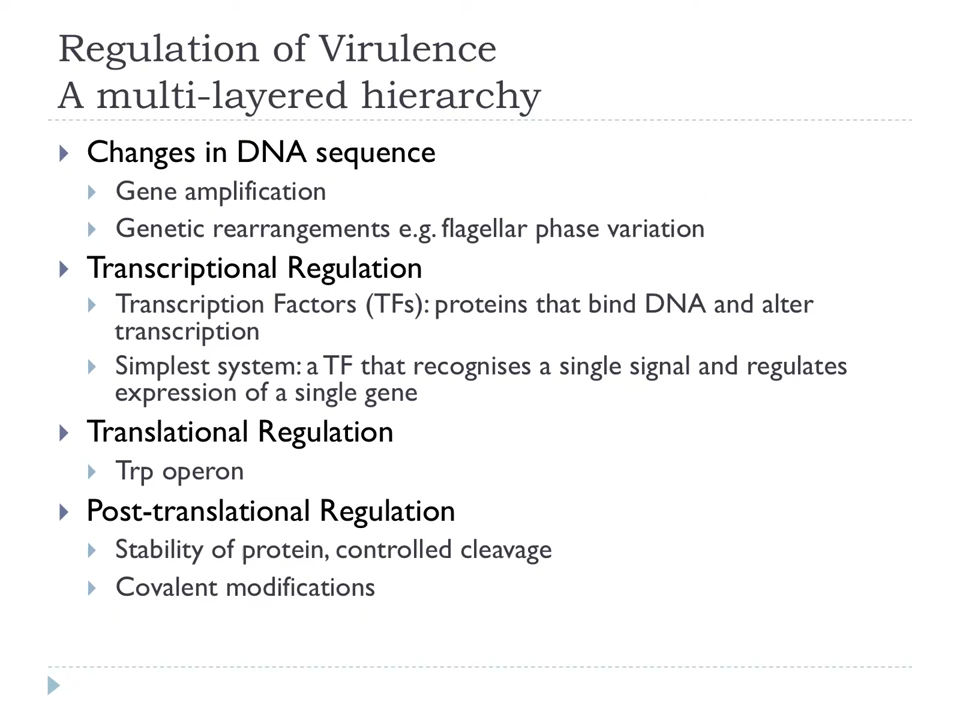 Regulation of Virulence
A multi-layered hierarchy
Changes in DNA sequence
Gene amplification
Genetic rearrangements e.g. flagellar phase variation
Transcriptional Regulation
Transcription Factors (TFs): proteins that bind DNA and alter
transcription
Simplest system: a TF that recognises a single signal and regulates
expression of a single gene
Translational Regulation
Trp operon
Post-translational Regulation
Stability of protein, controlled cleavage
Covalent modifications